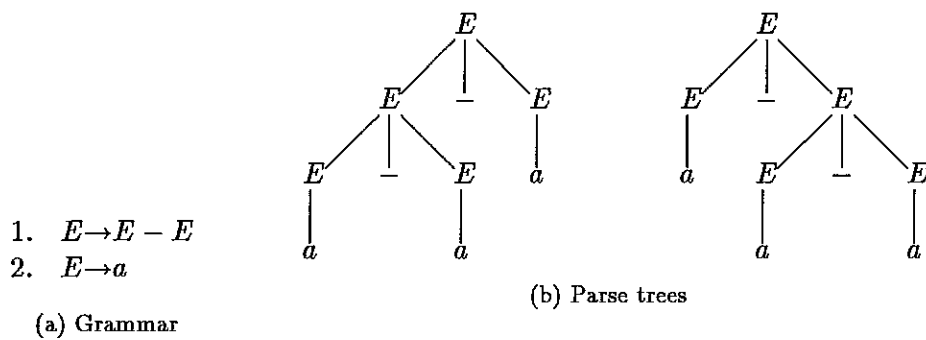 E
E
E – E
E – E
E – E a
a E – E
a a
a a
1. E→E – E
2. E→a
(a) Grammar
(b) Parse trees